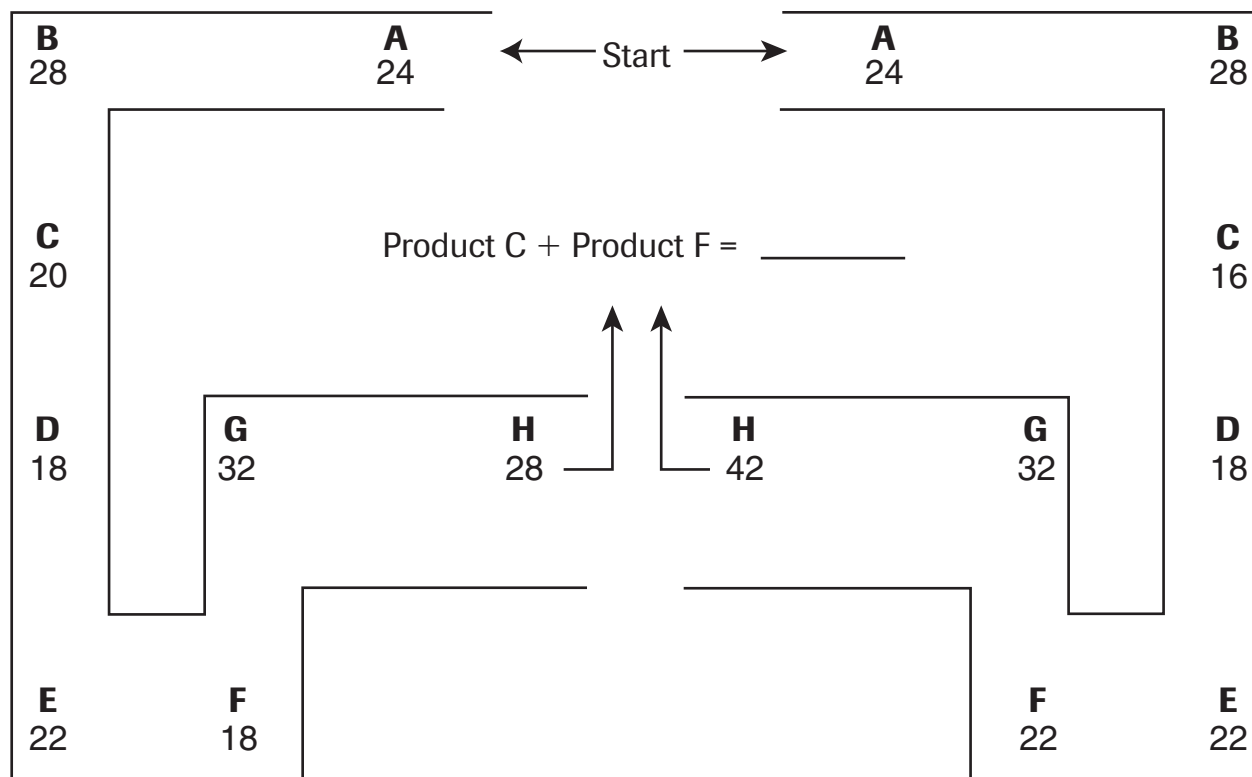 B A A B
28 24 Start 24 28
C C
20 Product C + Product F = ________ 16
D G H H G D
18 32 28 42 32 18
E F F E
22 18 22 22